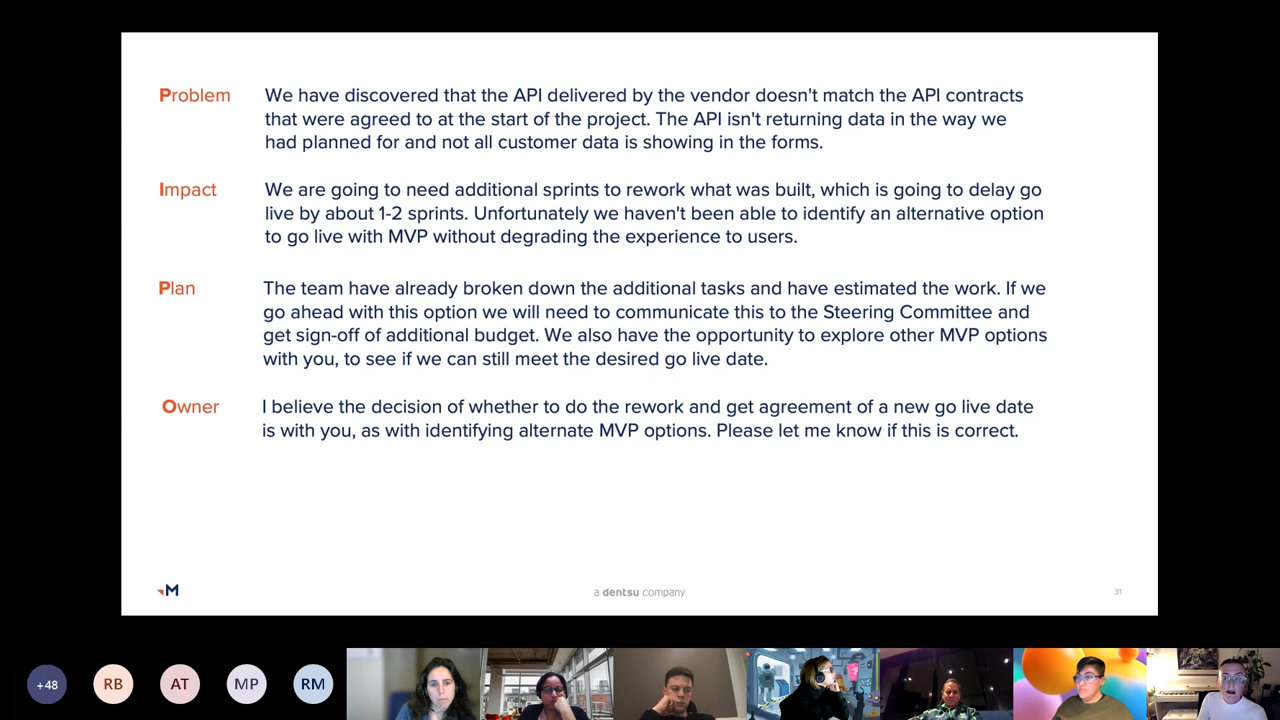 Problem
We have discovered that the API delivered by the vendor doesn't match the API contracts
that were agreed to at the start of the project. The API isn't returning data in the way we
had planned for and not all customer data is showing in the forms.
Impact
We are going to need additional sprints to rework what was built, which is going to delay go
live by about 1-2 sprints. Unfortunately we haven't been able to identify an alternative option
to go live with MVP without degrading the experience to users.
Plan
The team have already broken down the additional tasks and have estimated the work. If we
go ahead with this option we will need to communicate this to the Steering Committee and
get sign-off of additional budget. We also have the opportunity to explore other MVP options
with you, to see if we can still meet the desired go live date.
Owner
I believe the decision of whether to do the rework and get agreement of a new go live date
is with you, as with identifying alternate MVP options. Please let me know if this is correct.
M
a dentsu company
31
+48
RB
AT
MP
RM